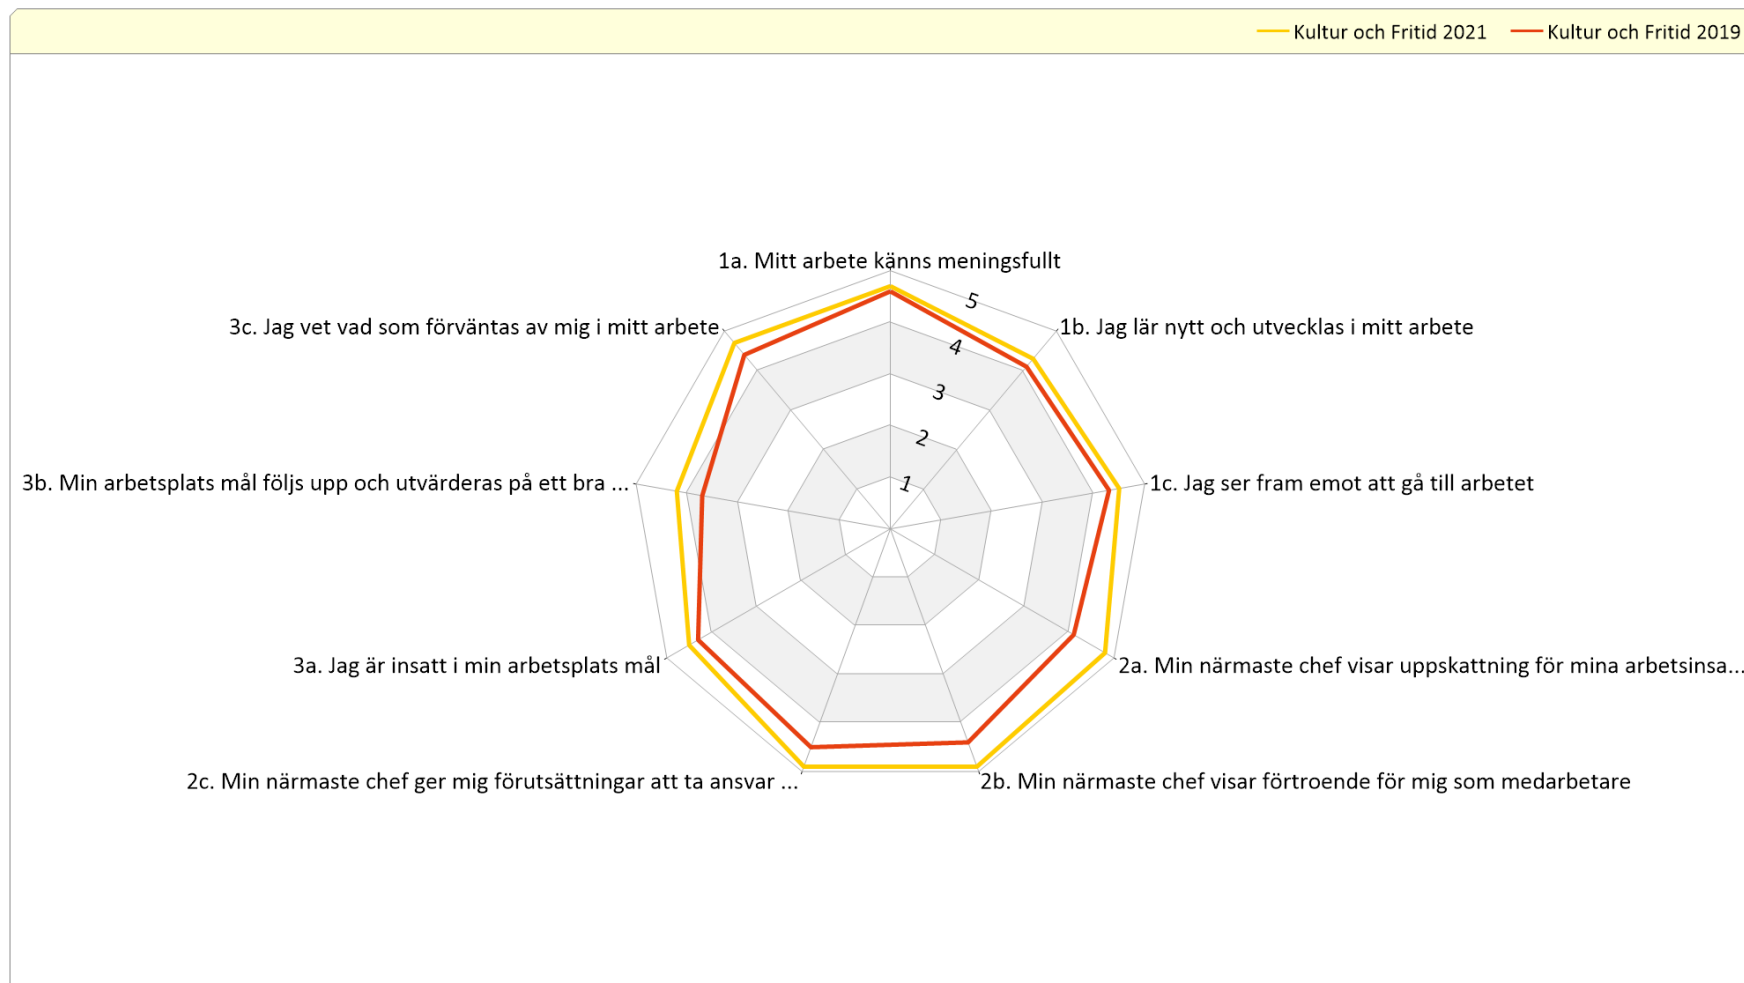 Kultur och Fritid 2021 Kultur och Fritid 2019
1a. Mitt arbete känns meningsfullt
5
3c. Jag vet vad som förväntas av mig i mitt arbete
1b. Jag lär nytt och utvecklas i mitt arbete
4
3
2
3b. Min arbetsplats mål följs upp och utvärderas på ett bra ...
1
1c. Jag ser fram emot att gå till arbetet
3a. Jag är insatt i min arbetsplats mål
2a. Min närmaste chef visar uppskattning för mina arbetsinsa...
2c. Min närmaste chef ger mig förutsättningar att ta ansvar ...
2b. Min närmaste chef visar förtroende för mig som medarbetare